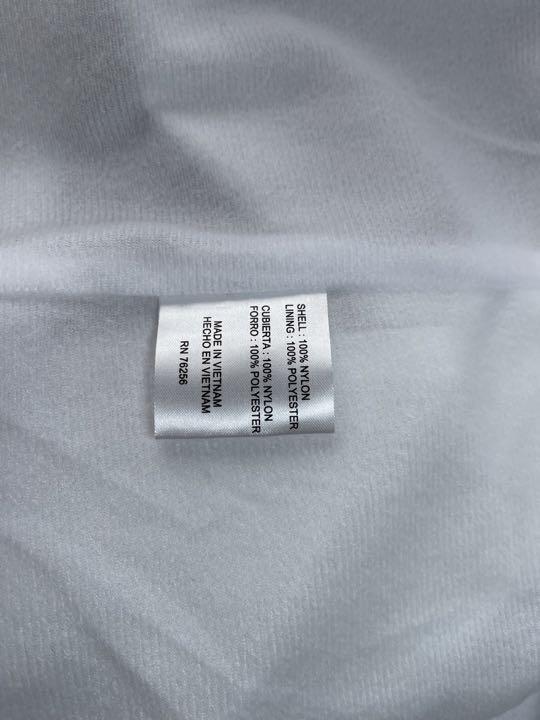 SHELL : 100% NYLON
LINING : 100% POLYESTER
CUBIERTA : 100% NYLON
FORRO : 100% POLYESTER
MADE IN VIETNAM
HECHO EN VIETNAM
RN 76256